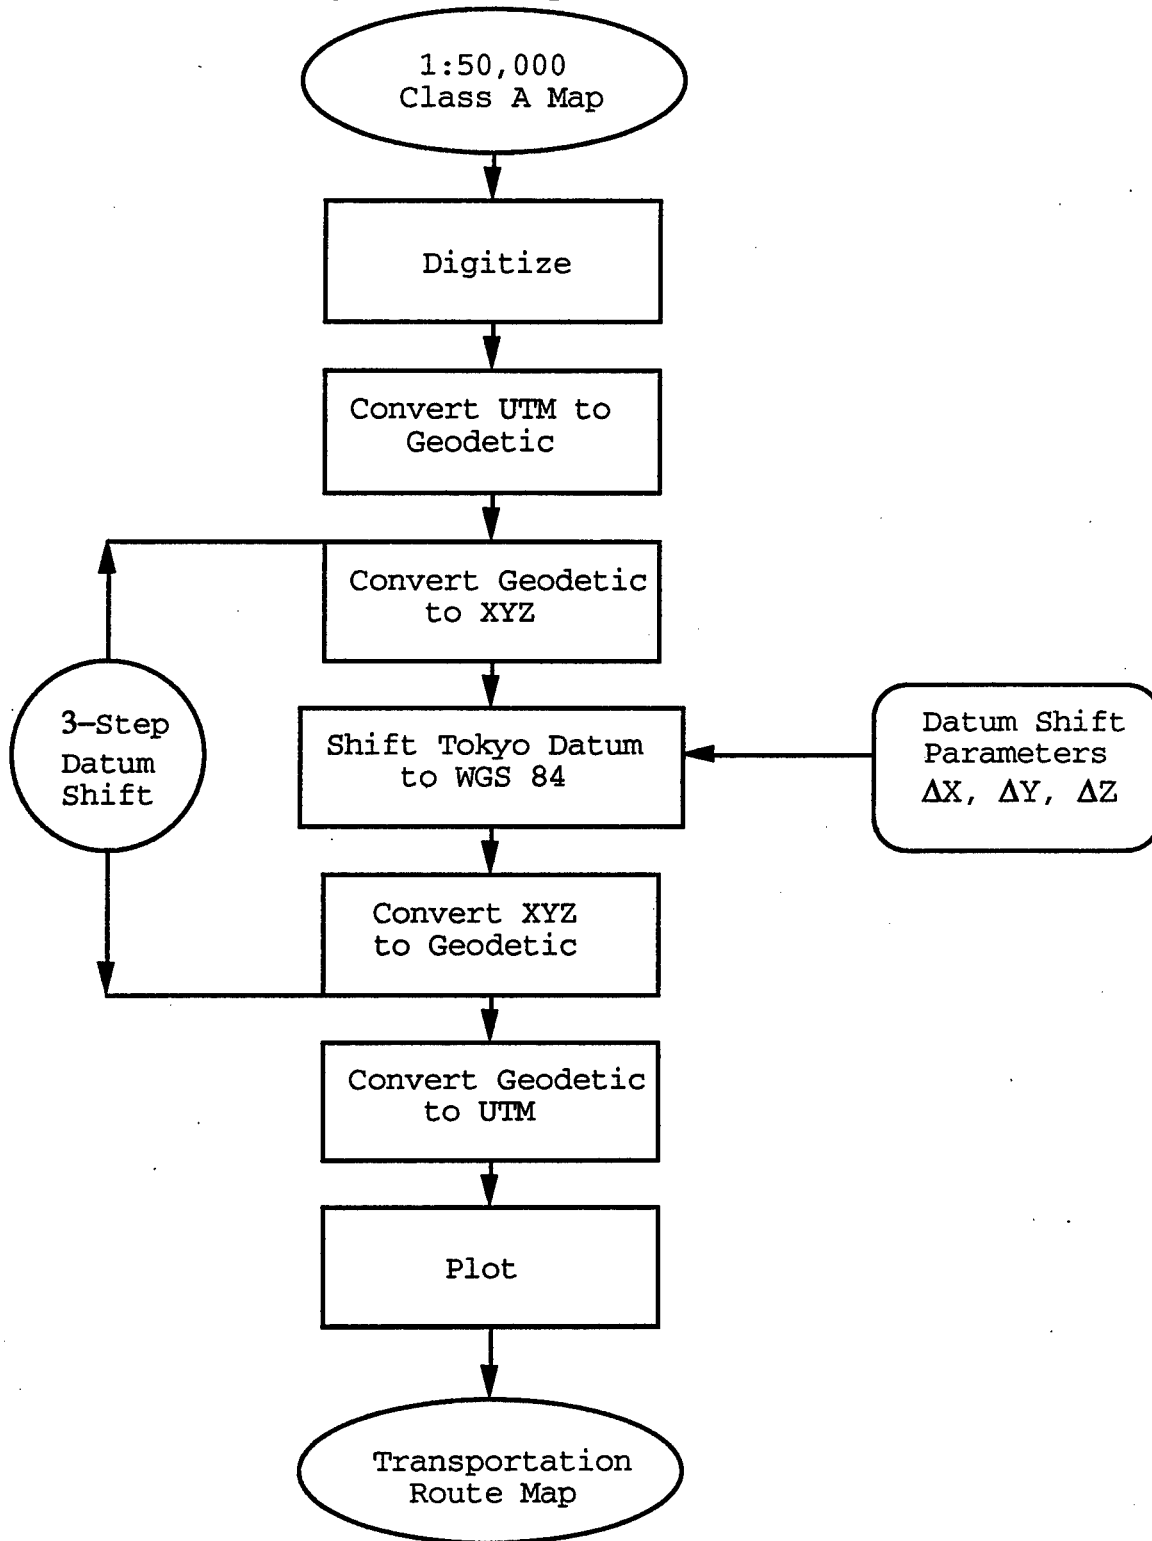 1:50,000
Class A Map
Digitize
Convert UTM to
Geodetic
Convert Geodetic
to XYZ
3-Step
Datum
Shift
Shift Tokyo Datum
to WGS 84
Datum Shift
Parameters
ΔX, ΔY, ΔZ
Convert XYZ
to Geodetic
Convert Geodetic
to UTM
Plot
Transportation
Route Map